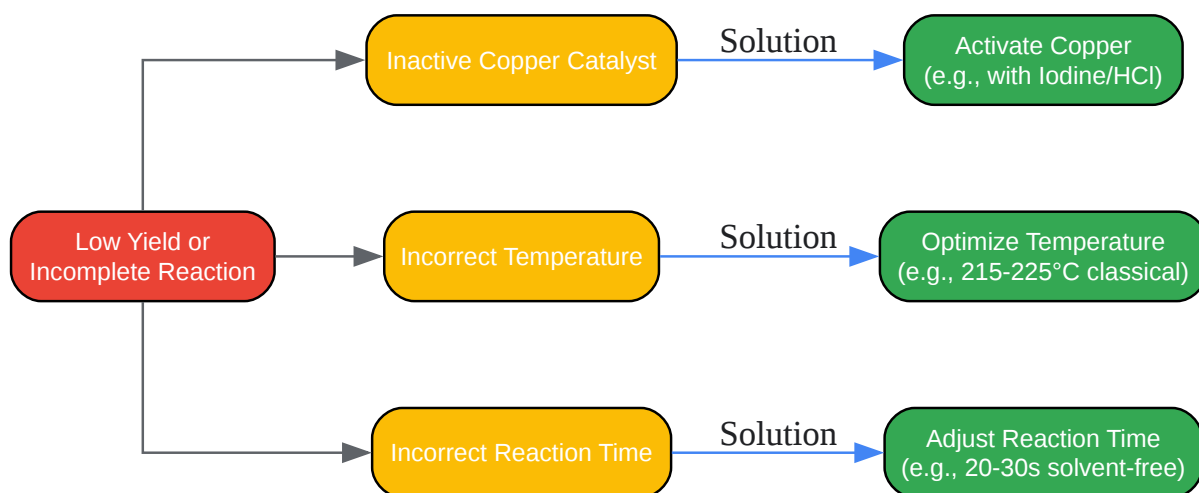 Inactive Copper Catalyst
Solution
Activate Copper
(e.g., with Iodine/HCl)
Low Yield or
Incomplete Reaction
Incorrect Temperature
Solution
Optimize Temperature
(e.g., 215-225°C classical)
Incorrect Reaction Time
Solution
Adjust Reaction Time
(e.g., 20-30s solvent-free)